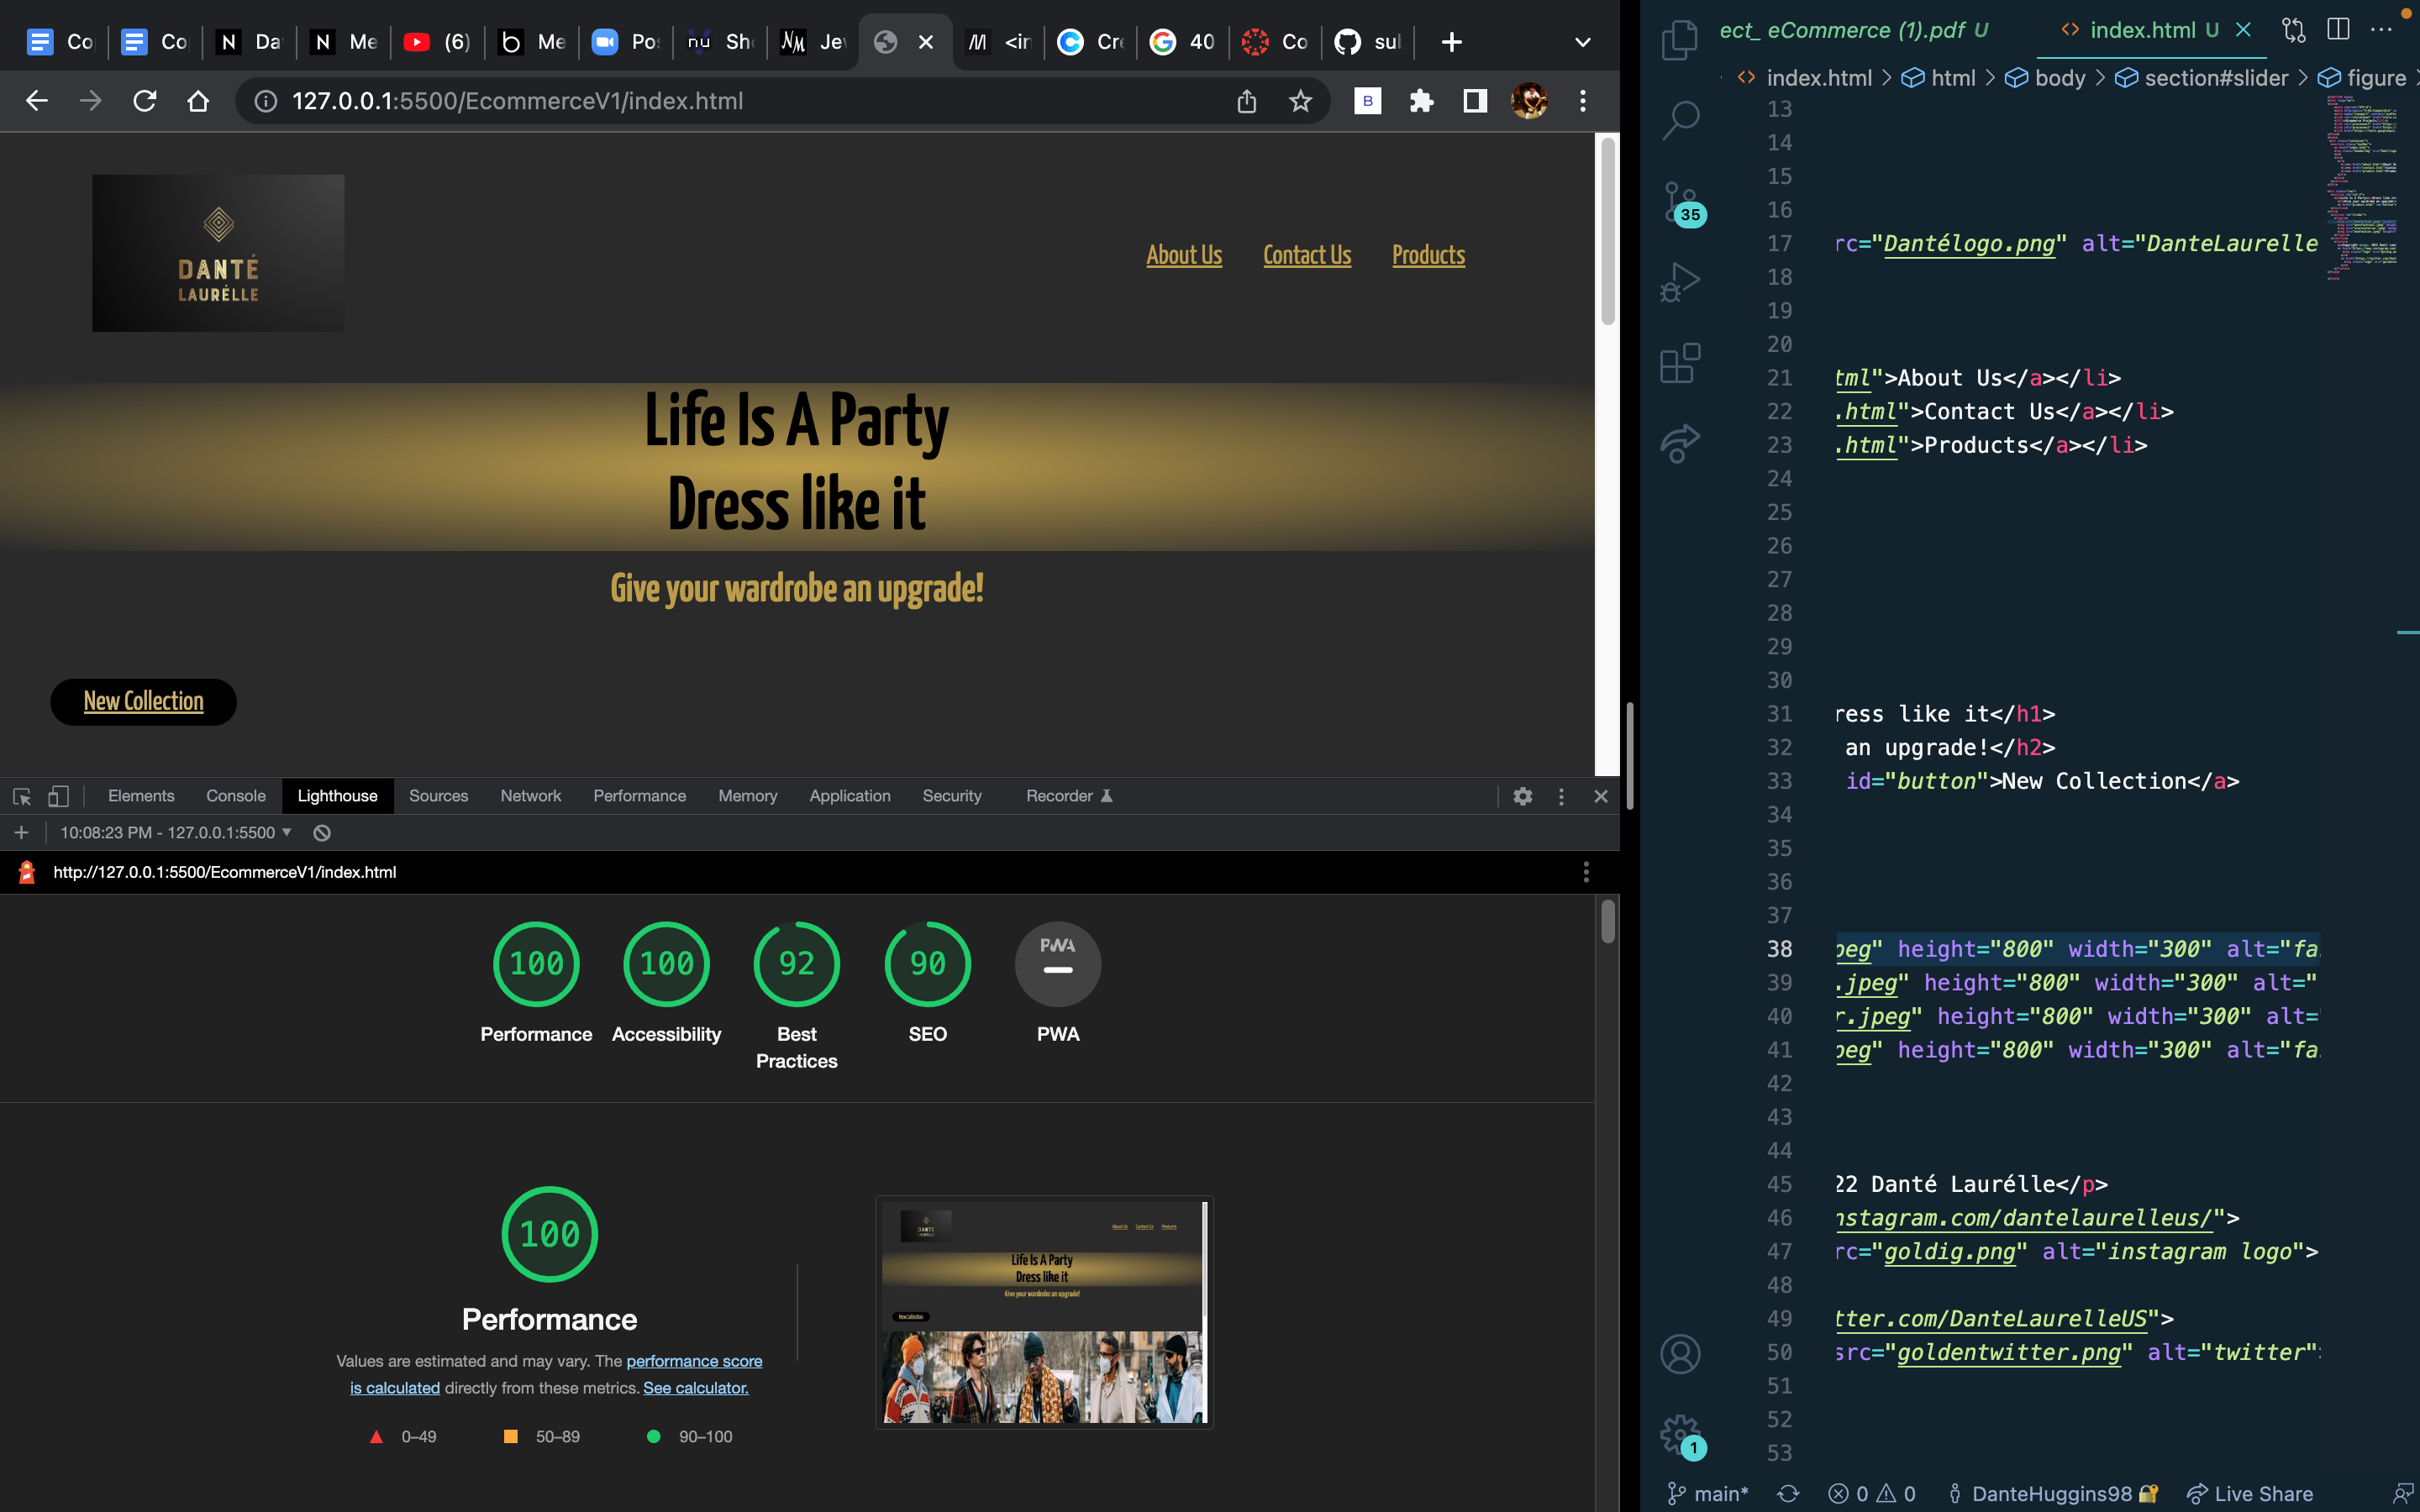 Co
Co
Da
Me
(6)
Me
Po
Sh
Je
<in
Cre
40
Co
sul
127.0.0.1:5500/EcommerceV1/index.html
B
DANTÉ
LAURÉLLE
About Us Contact Us Products
Life Is A Party
Dress like it
Give your wardrobe an upgrade!
New Collection
Elements Console Lighthouse Sources Network Performance Memory Application Security Recorder
10:08:23 PM - 127.0.0.1:5500
http://127.0.0.1:5500/EcommerceV1/index.html
100 100 92 90 PWA
Performance Accessibility Best Practices SEO PWA
100
Performance
Values are estimated and may vary. The performance score
is calculated directly from these metrics. See calculator.
0–49 50–89 90–100
DANTÉ
About Us Contact Us Products
Life Is A Party
Dress like it
Give your wardrobe an upgrade!
New Collection
ect_ eCommerce (1).pdf U index.html U
index.html > html > body > section#slider > figure
35
13
14
15
16
17 rc="Dantélogo.png" alt="DanteLaurelle
18
19
20
21 tml">About Us</a></li>
22 .html">Contact Us</a></li>
23 .html">Products</a></li>
24
25
26
27
28
29
30
31 ress like it</h1>
32 an upgrade!</h2>
33 id="button">New Collection</a>
34
35
36
37
38 peg" height="800" width="300" alt="fa
39 .jpeg" height="800" width="300" alt="
40 r.jpeg" height="800" width="300" alt=
41 peg" height="800" width="300" alt="fa
42
43
44
45 22 Danté Laurélle</p>
46 nstagram.com/dantelaurelleus/">
47 rc="goldig.png" alt="instagram logo">
48
49 tter.com/DanteLaurelleUS">
50 src="goldentwitter.png" alt="twitter"
51
52
53
1
main* 0 0 DanteHuggins98 Live Share